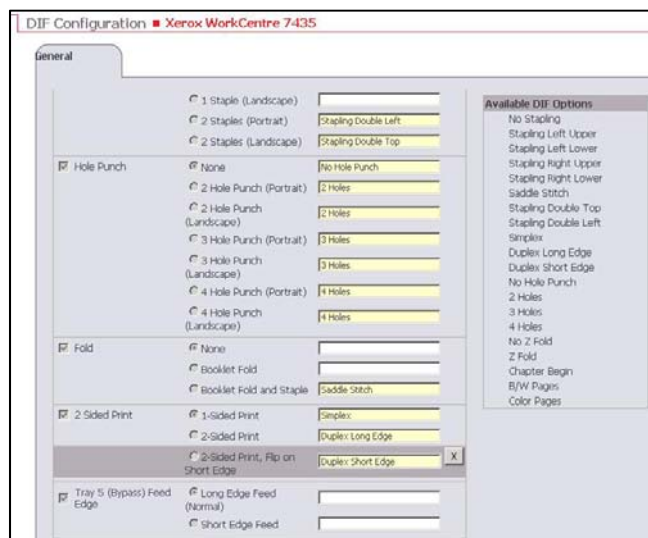 DIF Configuration ■ Xerox WorkCentre 7435
General
1 Staple (Landscape)
2 Staples (Portrait) Stapling Double Left
2 Staples (Landscape) Stapling Double Top
Hole Punch None No Hole Punch
2 Hole Punch (Portrait) 2 Holes
2 Hole Punch (Landscape) 2 Holes
3 Hole Punch (Portrait) 3 Holes
3 Hole Punch (Landscape) 3 Holes
4 Hole Punch (Portrait) 4 Holes
4 Hole Punch (Landscape) 4 Holes
Fold None
Booklet Fold
Booklet Fold and Staple Saddle Stitch
2 Sided Print 1-Sided Print Simplex
2-Sided Print Duplex Long Edge
2-Sided Print, Flip on Short Edge Duplex Short Edge X
Tray 5 (Bypass) Feed Edge Long Edge Feed (Normal)
Short Edge Feed
Available DIF Options
No Stapling
Stapling Left Upper
Stapling Left Lower
Stapling Right Upper
Stapling Right Lower
Saddle Stitch
Stapling Double Top
Stapling Double Left
Simplex
Duplex Long Edge
Duplex Short Edge
No Hole Punch
2 Holes
3 Holes
4 Holes
No Z Fold
Z Fold
Chapter Begin
B/W Pages
Color Pages